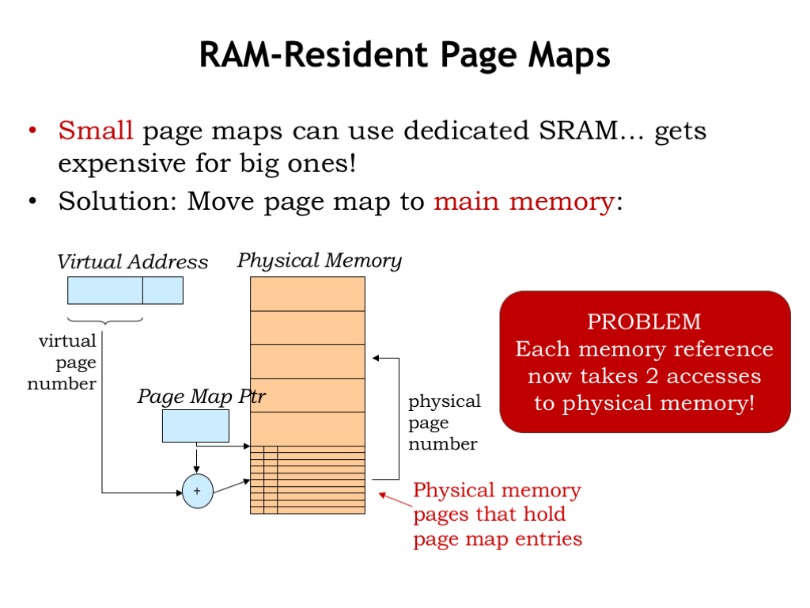 RAM-Resident Page Maps
• Small page maps can use dedicated SRAM… gets
expensive for big ones!
• Solution: Move page map to main memory:
Virtual Address
Physical Memory
virtual
page
number
Page Map Ptr
+
physical
page
number
Physical memory
pages that hold
page map entries
PROBLEM
Each memory reference
now takes 2 accesses
to physical memory!